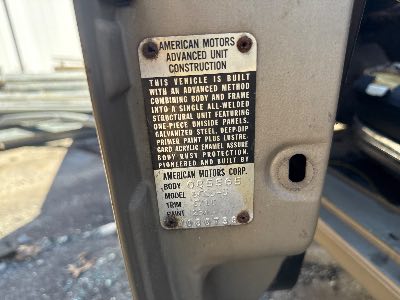 AMERICAN MOTORS
ADVANCED UNIT
CONSTRUCTION
THIS VEHICLE IS BUILT
WITH AN ADVANCED METHOD
COMBINING BODY AND FRAME
INTO A SINGLE ALL-WELDED
STRUCTURAL UNIT FEATURING
ONE-PIECE UNISIDE PANELS.
GALVANIZED STEEL, DEEP-DIP
PRIMER PAINT PLUS LUSTRE-
GARD ACRYLIC ENAMEL ASSURE
BODY RUST PROTECTION.
PIONEERED AND BUILT BY
AMERICAN MOTORS CORP.
BODY
MODEL
TRIM
PAINT